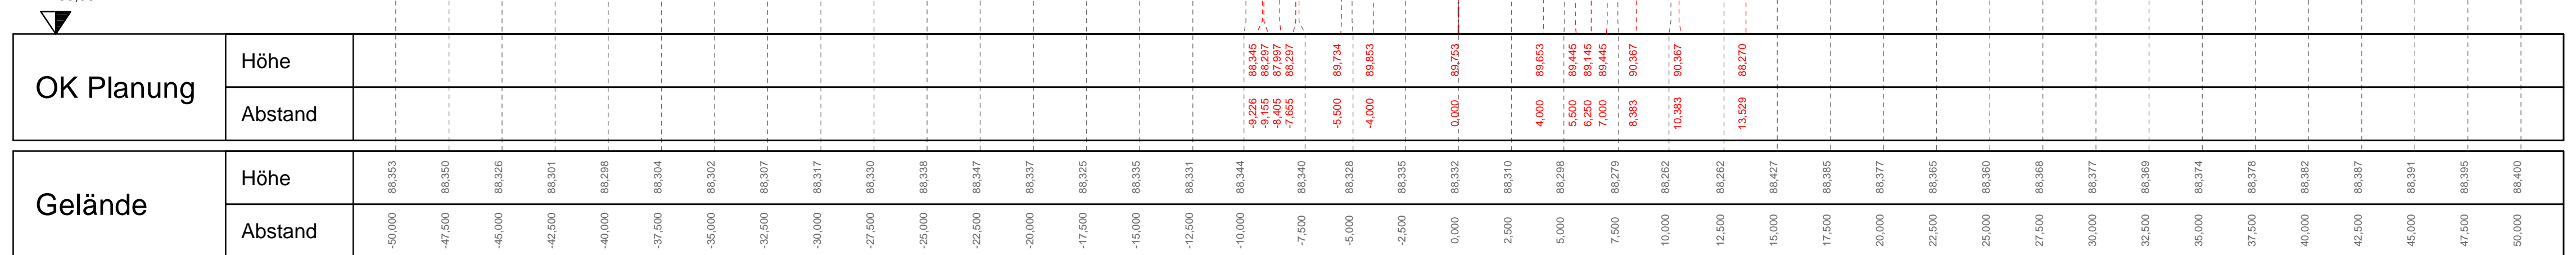 OK Planung
Höhe
88,345 88,297 87,997 88,297 89,734 89,853 89,753 89,653 89,445 89,145 89,445 90,367 90,367 88,270
Abstand
-9,226 -9,155 -8,405 -7,655 -5,500 -4,000 0,000 4,000 5,500 6,250 7,000 8,383 10,383 13,529
Gelände
Höhe
88,353 88,350 88,326 88,301 88,298 88,304 88,302 88,307 88,317 88,330 88,338 88,347 88,337 88,325 88,335 88,331 88,344 88,340 88,328 88,335 88,332 88,310 88,298 88,279 88,262 88,262 88,427 88,385 88,377 88,365 88,360 88,368 88,377 88,369 88,374 88,378 88,382 88,387 88,391 88,395 88,400
Abstand
-50,000 -47,500 -45,000 -42,500 -40,000 -37,500 -35,000 -32,500 -30,000 -27,500 -25,000 -22,500 -20,000 -17,500 -15,000 -12,500 -10,000 -7,500 -5,000 -2,500 0,000 2,500 5,000 7,500 10,000 12,500 15,000 17,500 20,000 22,500 25,000 27,500 30,000 32,500 35,000 37,500 40,000 42,500 45,000 47,500 50,000